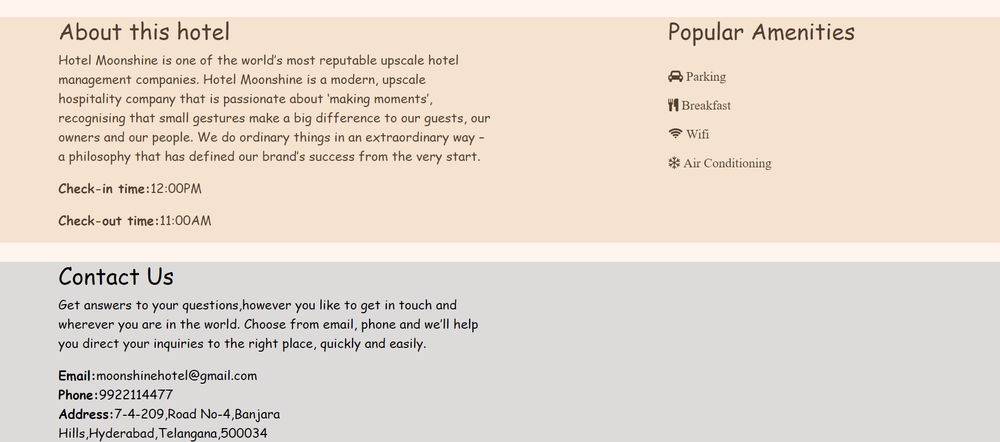 About this hotel
Hotel Moonshine is one of the world’s most reputable upscale hotel
management companies. Hotel Moonshine is a modern, upscale
hospitality company that is passionate about ‘making moments’,
recognising that small gestures make a big difference to our guests, our
owners and our people. We do ordinary things in an extraordinary way –
a philosophy that has defined our brand’s success from the very start.
Check-in time:12:00PM
Check-out time:11:00AM
Popular Amenities
Parking
Breakfast
Wifi
Air Conditioning
Contact Us
Get answers to your questions,however you like to get in touch and
wherever you are in the world. Choose from email, phone and we’ll help
you direct your inquiries to the right place, quickly and easily.
Email:moonshinehotel@gmail.com
Phone:9922114477
Address:7-4-209,Road No-4,Banjara
Hills,Hyderabad,Telangana,500034